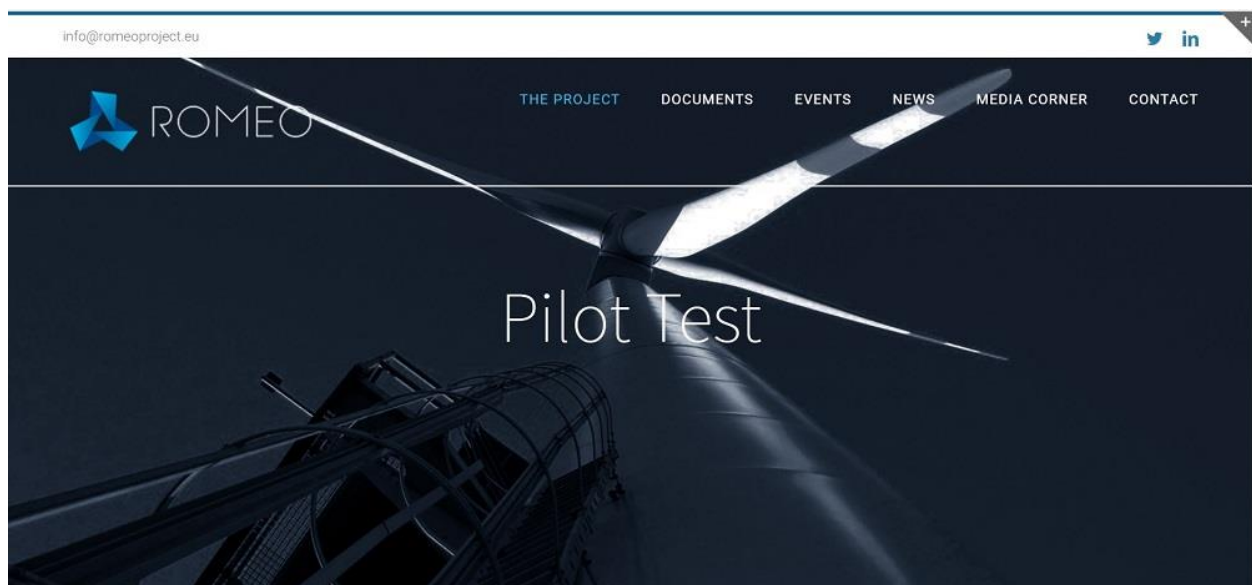 info@romeoproject.eu
ROMEO
THE PROJECT DOCUMENTS EVENTS NEWS MEDIA CORNER CONTACT
Pilot Test